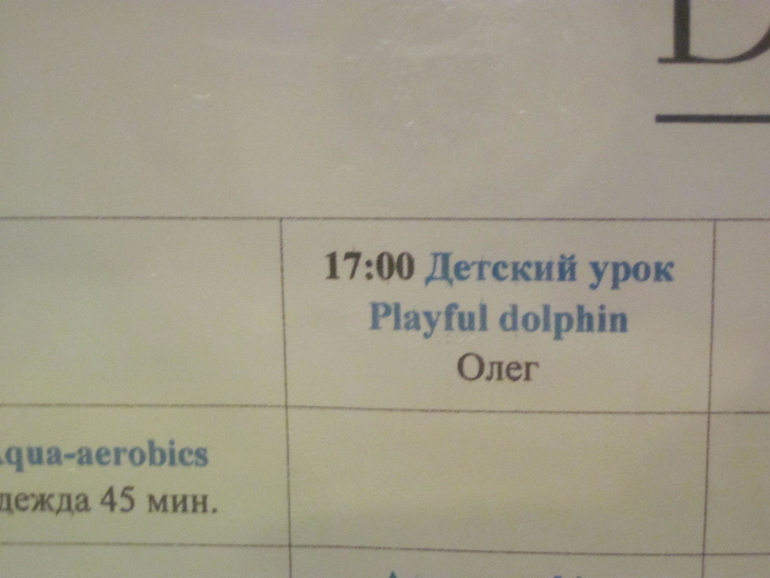 17:00 Детский урок
Playful dolphin
Олег
qua-aerobics
дежда 45 мин.